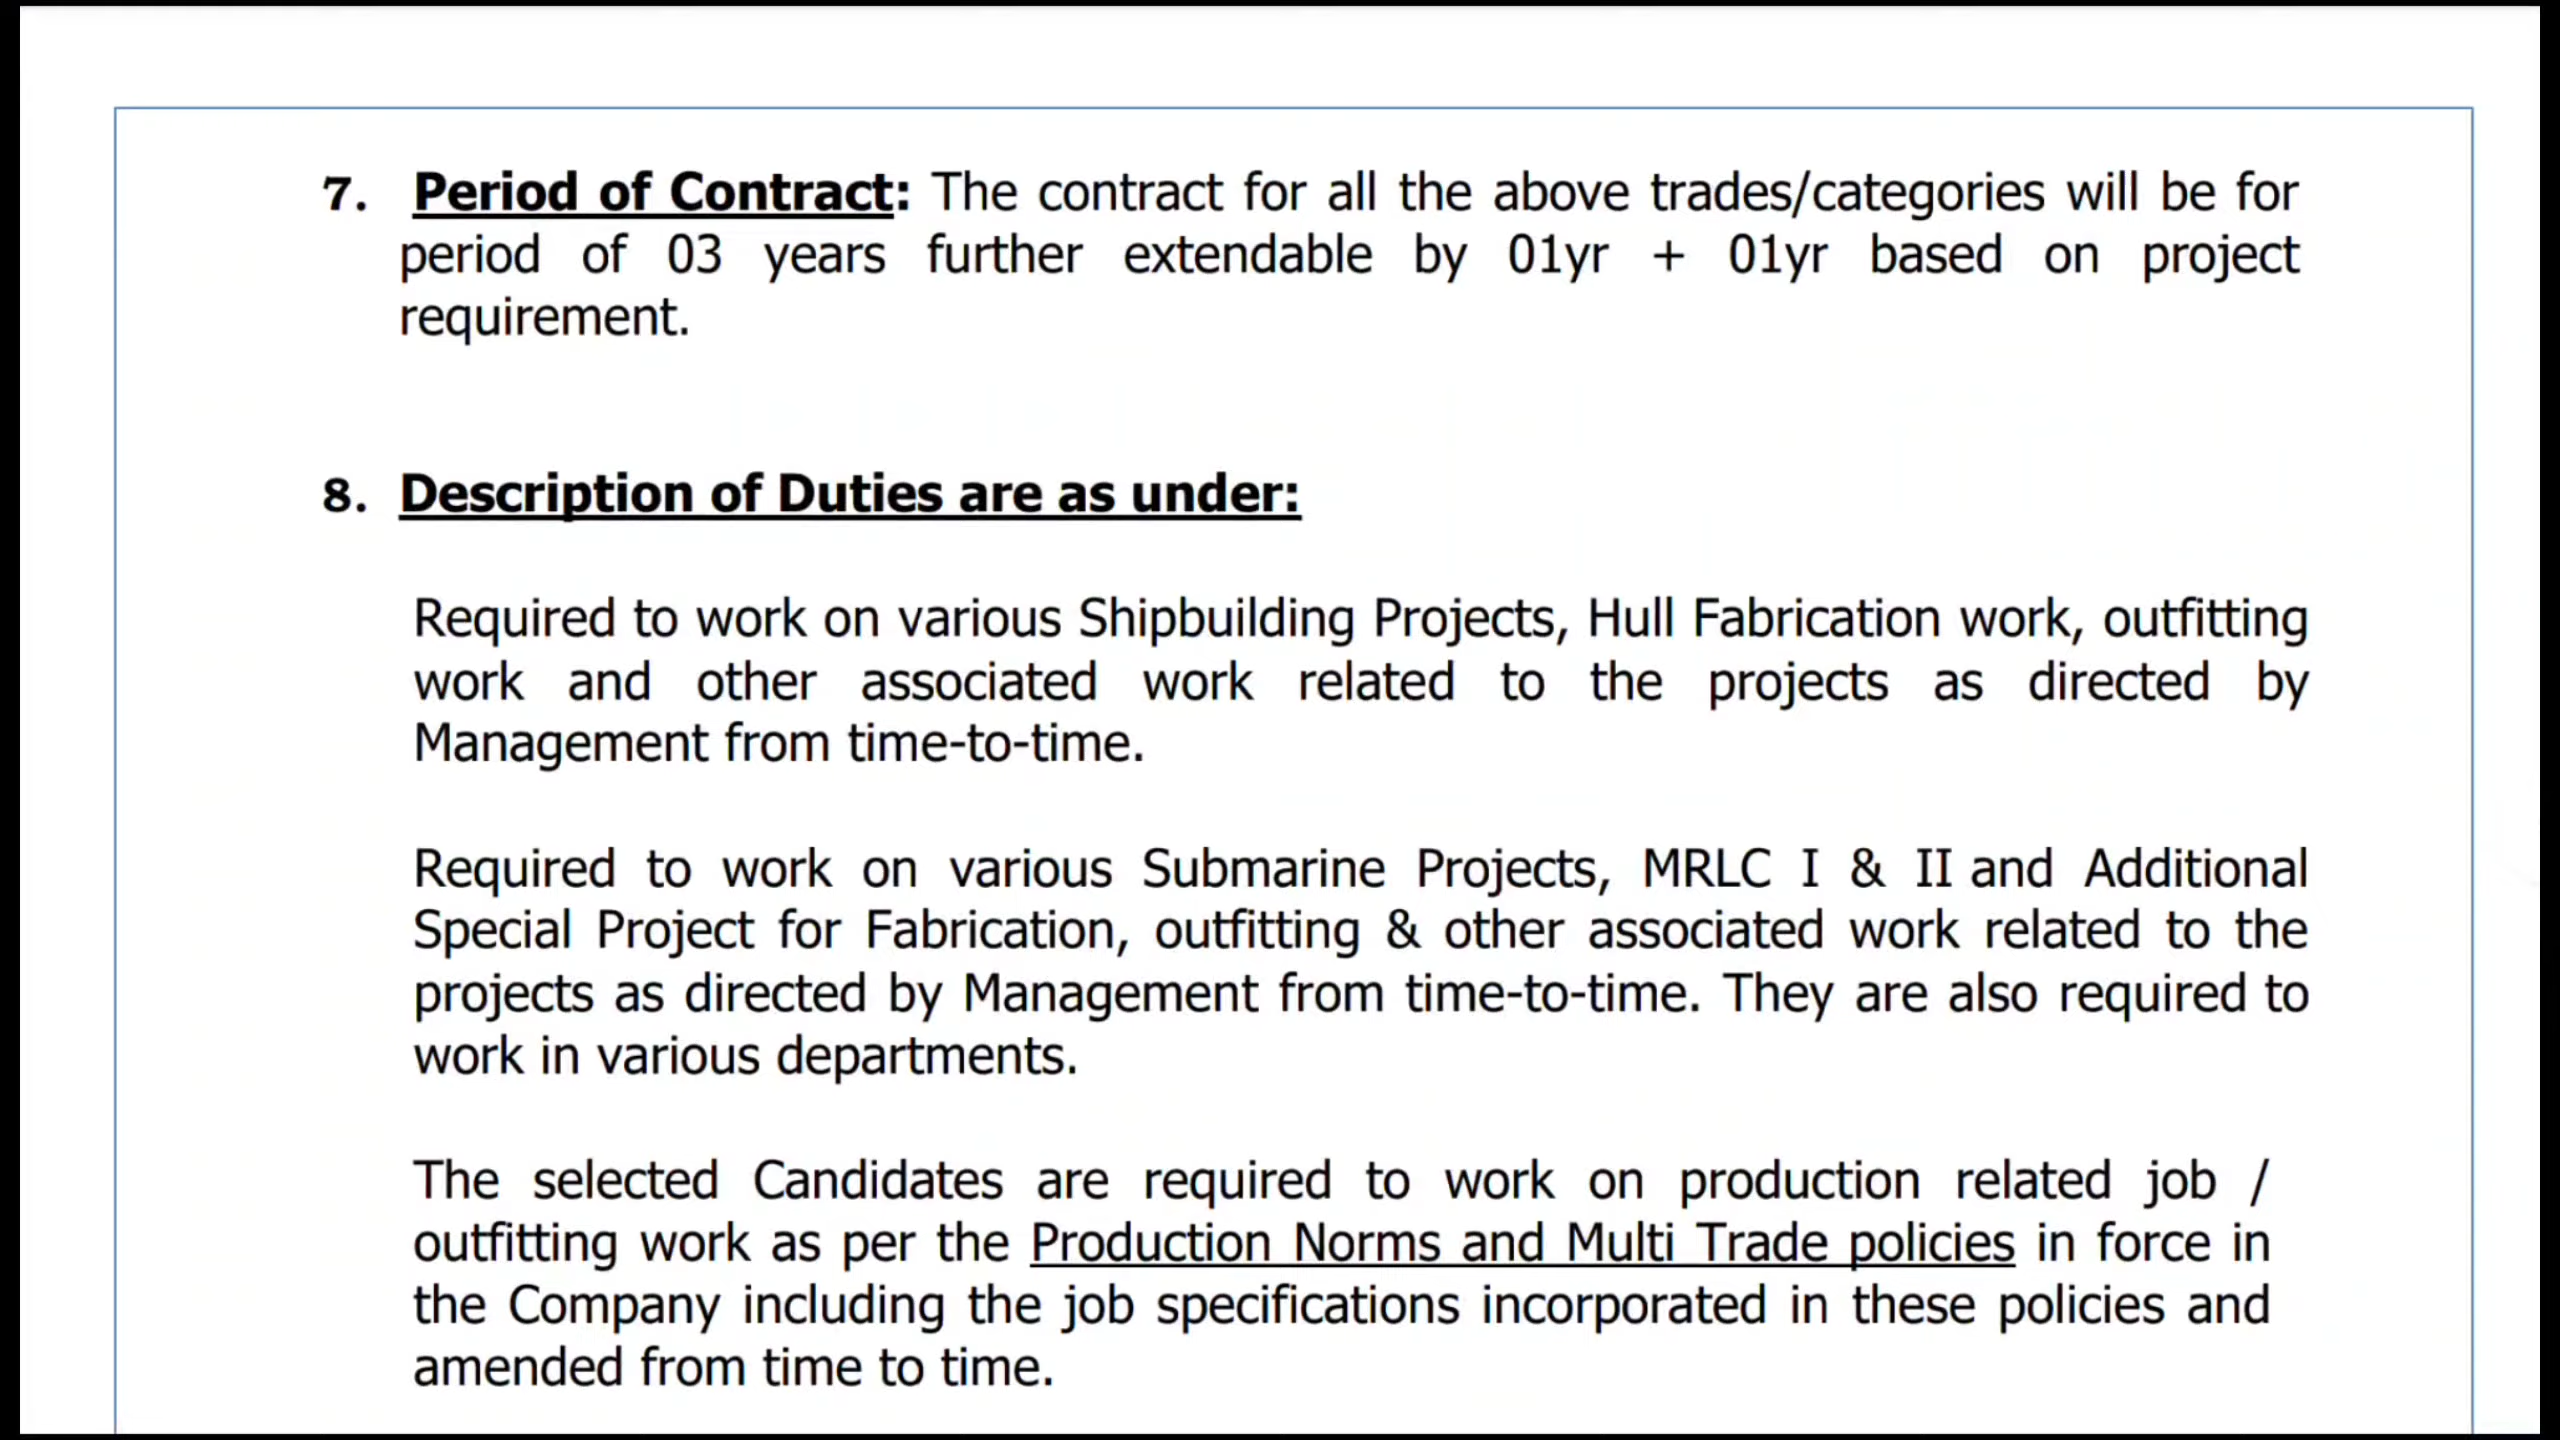 7. Period of Contract: The contract for all the above trades/categories will be for
period of 03 years further extendable by 01yr + 01yr based on project
requirement.
8. Description of Duties are as under:
Required to work on various Shipbuilding Projects, Hull Fabrication work, outfitting
work and other associated work related to the projects as directed by
Management from time-to-time.
Required to work on various Submarine Projects, MRLC I & II and Additional
Special Project for Fabrication, outfitting & other associated work related to the
projects as directed by Management from time-to-time. They are also required to
work in various departments.
The selected Candidates are required to work on production related job /
outfitting work as per the Production Norms and Multi Trade policies in force in
the Company including the job specifications incorporated in these policies and
amended from time to time.